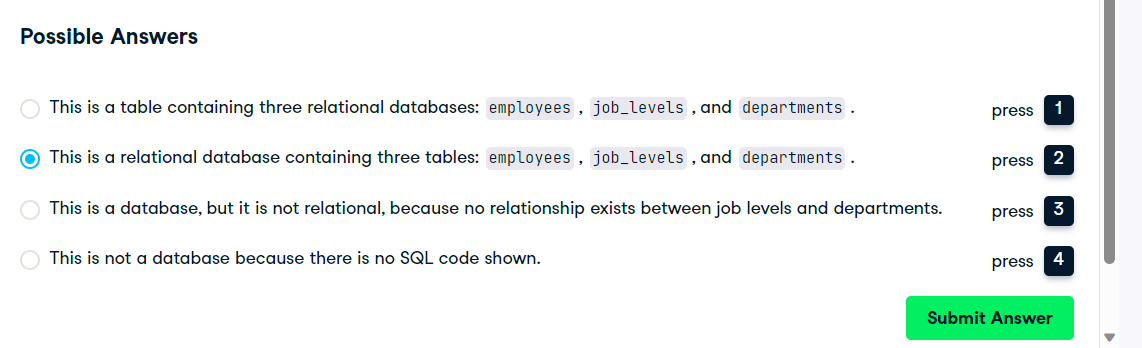 Possible Answers
This is a table containing three relational databases: employees , job_levels , and departments . press 1
This is a relational database containing three tables: employees , job_levels , and departments . press 2
This is a database, but it is not relational, because no relationship exists between job levels and departments. press 3
This is not a database because there is no SQL code shown. press 4
Submit Answer